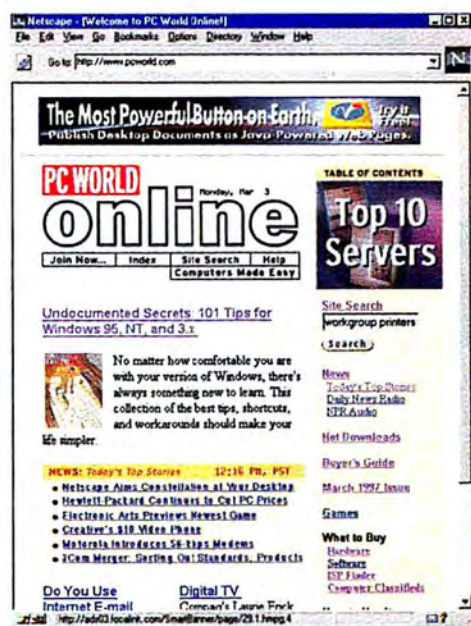 Netscape - [Welcome to PC World Online!]
File Edit View Go Bookmarks Options Directory Window Help
Go to: http://www.pcworld.com
N
The Most Powerful Button on Earth. Try it Free!
Publish Desktop Documents as Java-Powered Web Pages.
PC WORLD
Monday, Mar 3
online
Join Now... Index Site Search Help
Computers Made Easy
Undocumented Secrets: 101 Tips for
Windows 95, NT, and 3.x
No matter how comfortable you are
with your version of Windows, there's
always something new to learn. This
collection of the best tips, shortcuts,
and workarounds should make your
life simpler.
NEWS: Today's Top Stories 12:16 PM, PST
Netscape Aims Constellation at Your Desktop
Hewlett-Packard Continues to Cut PC Prices
Electronic Arts Previews Newest Game
Creative's $10 Video Phone
Motorola Introduces 56-kbps Modems
3Com Merger: Sorting Out Standards, Products
Do You Use
Internet E-mail
Digital TV
TABLE OF CONTENTS
Top 10
Servers
Site Search
workgroup printers
Search
News
Today's Top Stories
Daily News Radio
NPR Audio
Net Downloads
Buyer's Guide
March 1997 Issue
Games
What to Buy
Hardware
Software
ISP Finder
Computer Classifieds